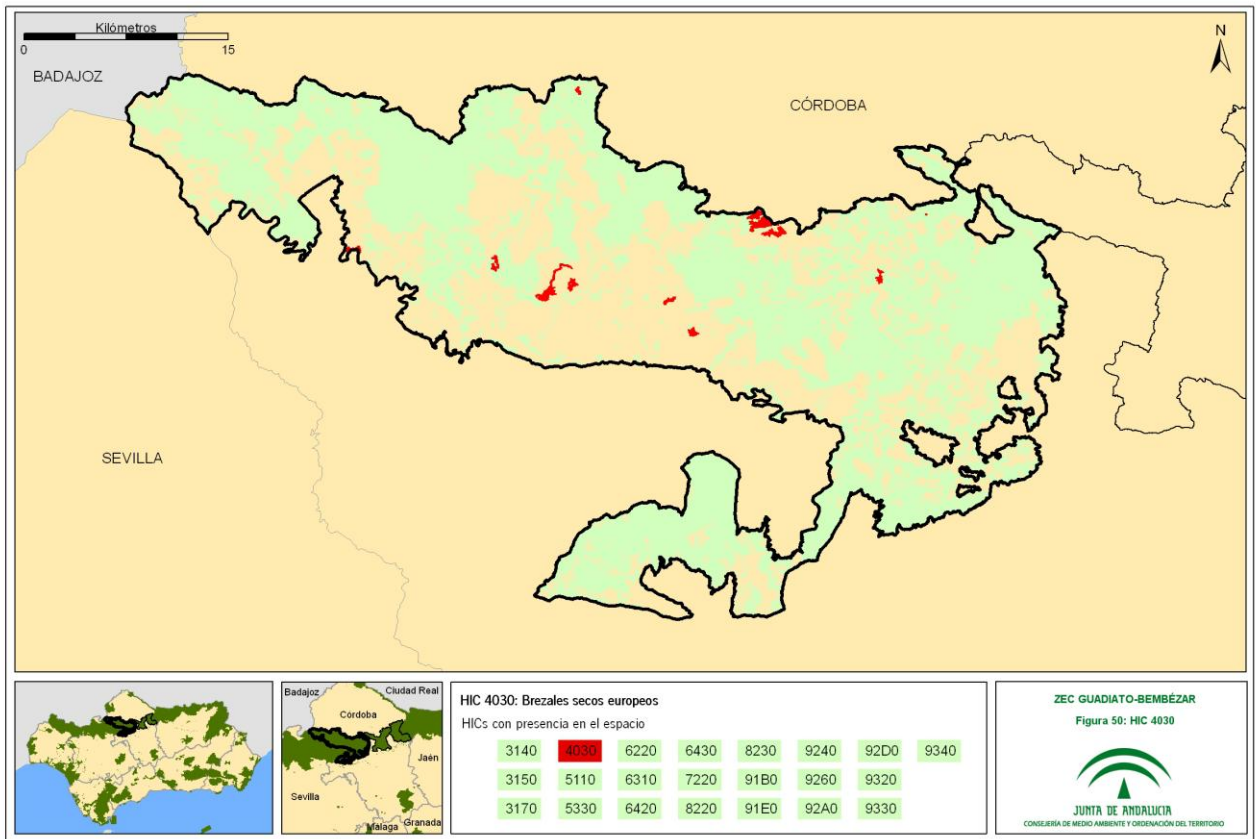 Kilómetros
0 15
N
BADAJOZ
CÓRDOBA
SEVILLA
Badajoz
Ciudad Real
Córdoba
Jaén
Sevilla
Málaga
Granada
HIC 4030: Brezales secos europeos
HICs con presencia en el espacio
3140 4030 6220 6430 8230 9240 92D0 9340
3150 5110 6310 7220 91B0 9260 9320
3170 5330 6420 8220 91E0 92A0 9330
ZEC GUADIATO-BEMBÉZAR
Figura 50: HIC 4030
JUNTA DE ANDALUCIA
CONSEJERÍA DE MEDIO AMBIENTE Y ORDENACIÓN DEL TERRITORIO